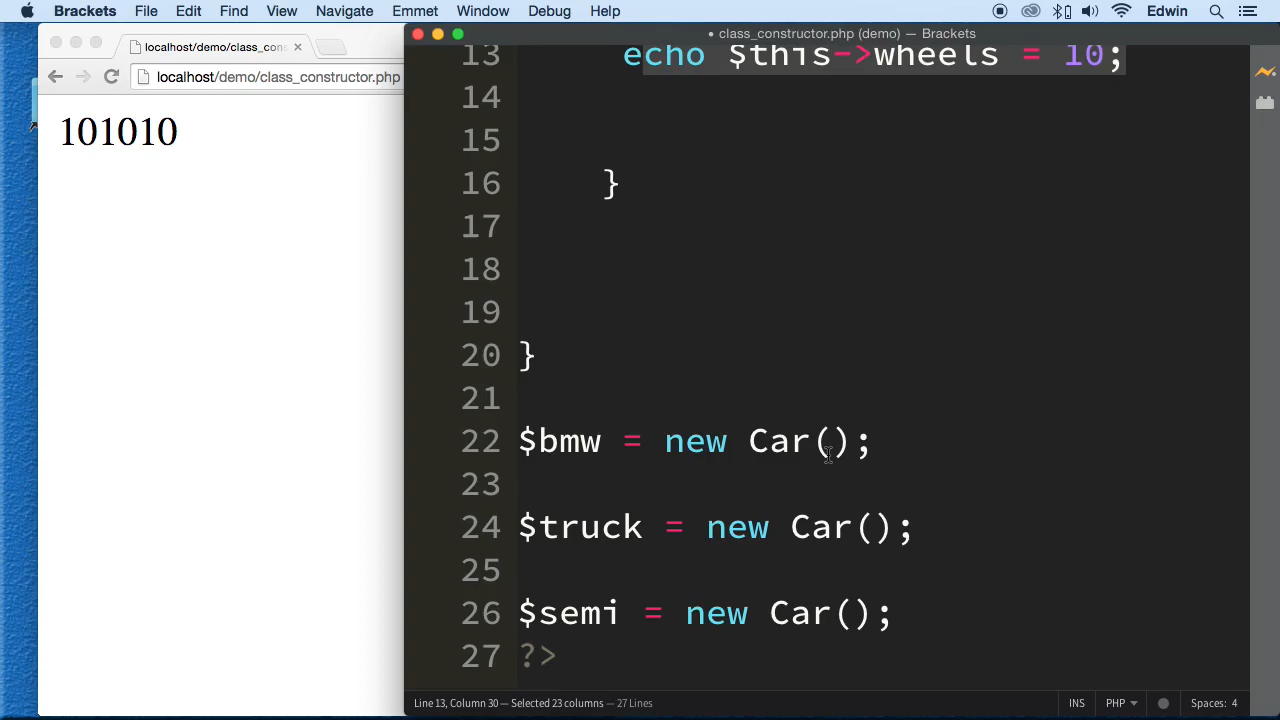 Brackets File Edit Find View Navigate Emmet Window Debug Help Edwin
localhost/demo/class_cons
localhost/demo/class_constructor.php
101010
• class_constructor.php (demo) — Brackets
13 echo $this->wheels = 10;
14
15
16 }
17
18
19
20 }
21
22 $bmw = new Car();
23
24 $truck = new Car();
25
26 $semi = new Car();
27 ?>
Line 13, Column 30 — Selected 23 columns — 27 Lines INS PHP Spaces: 4